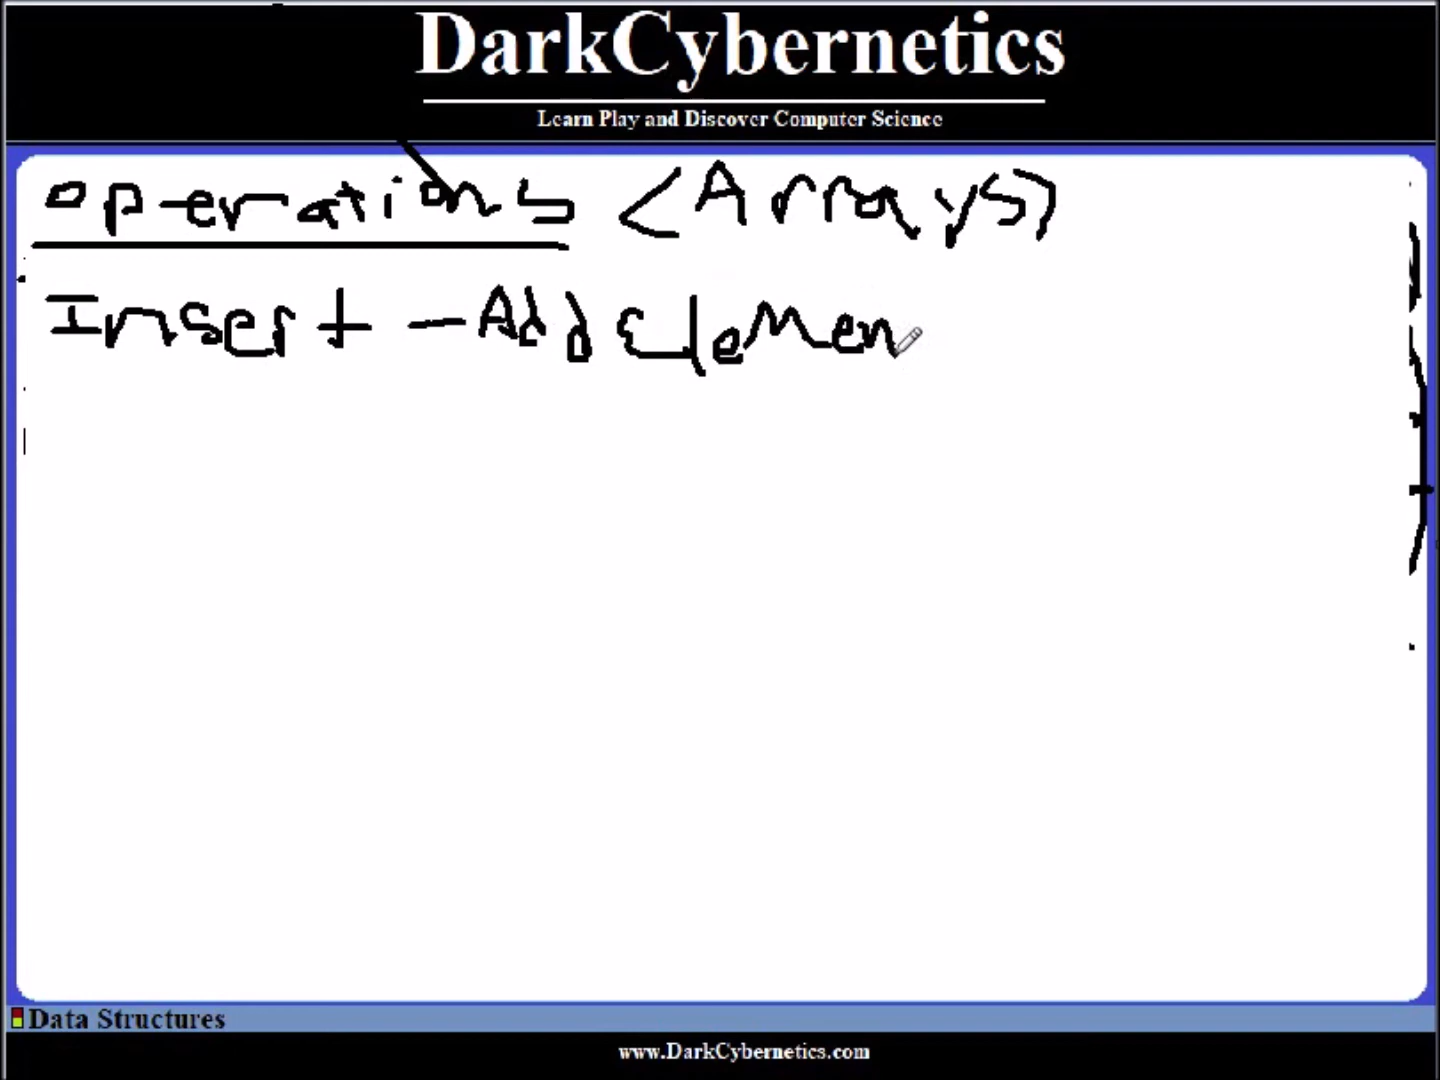 DarkCybernetics
Learn Play and Discover Computer Science
Operations (Arrays)
Insert - Add Elemen
Data Structures
www.DarkCybernetics.com